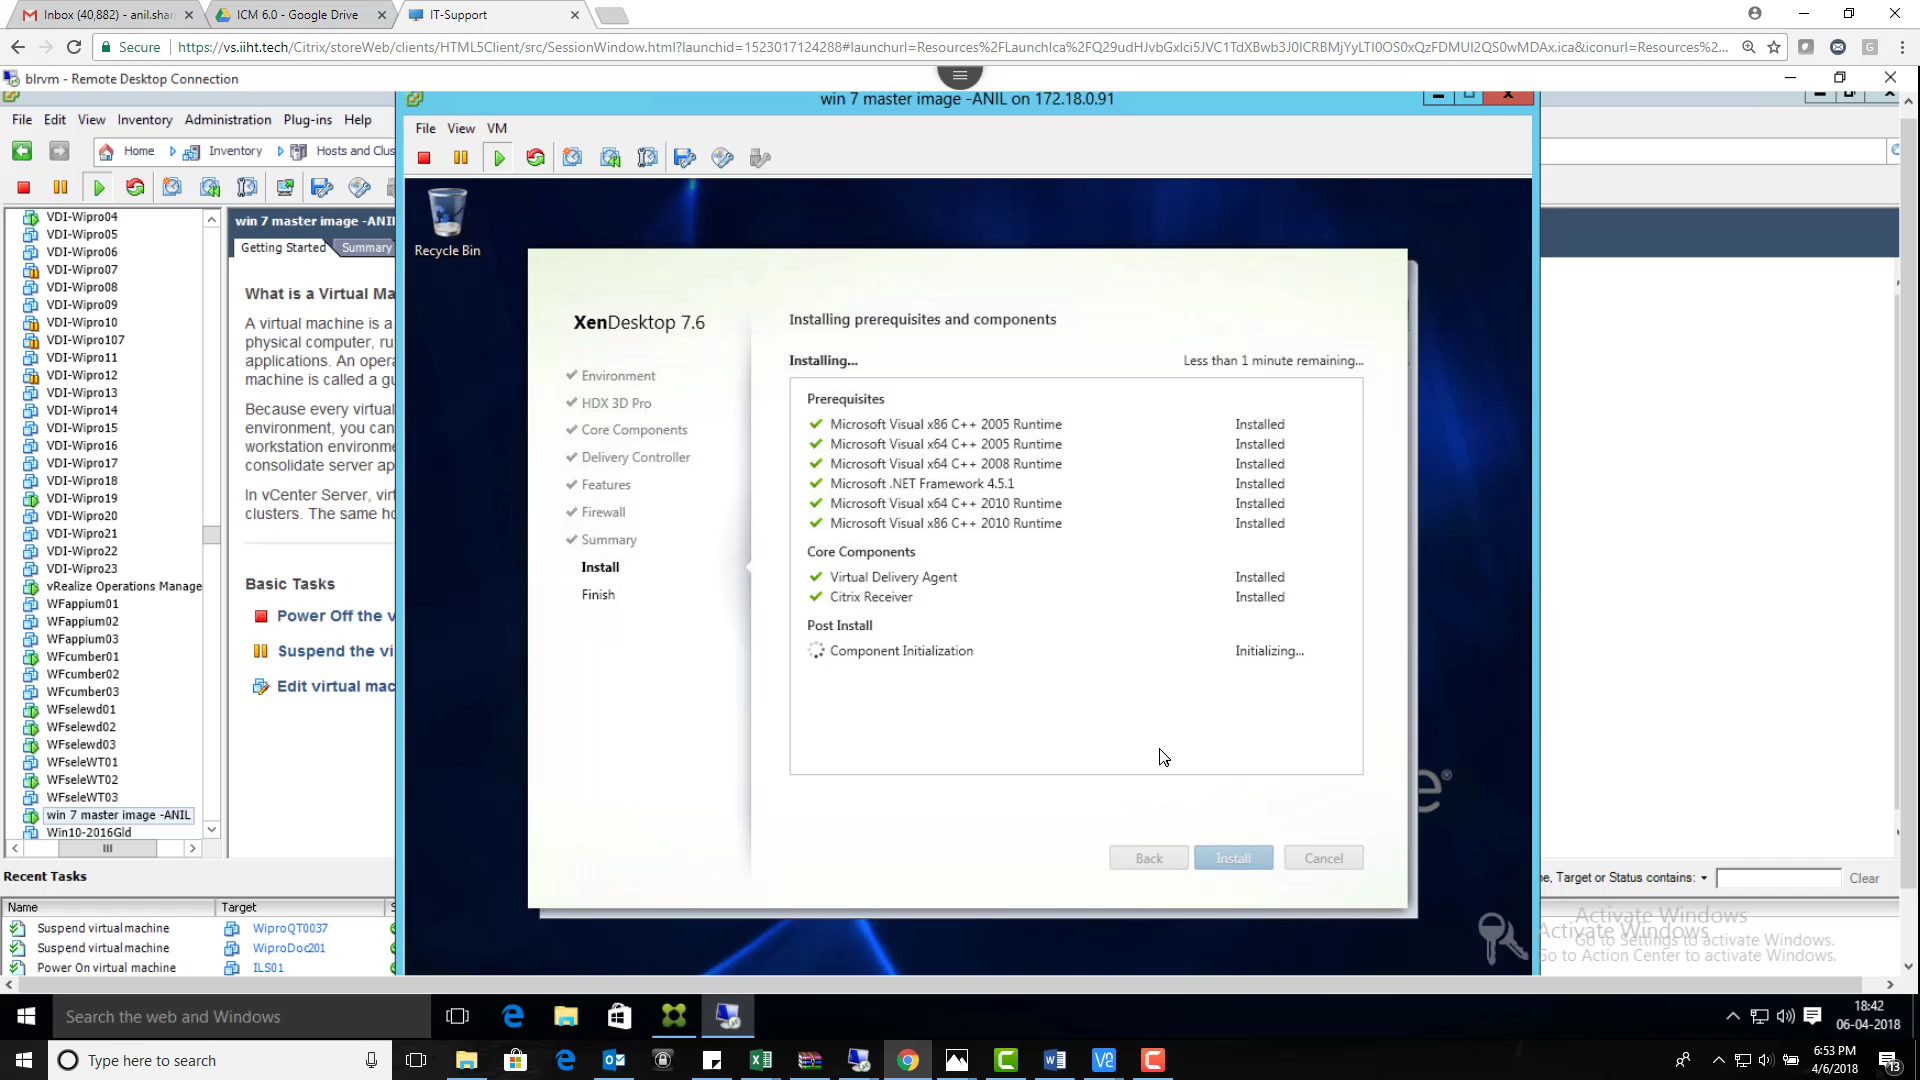 Inbox (40,882) - anil.shar
ICM 6.0 - Google Drive
IT-Support
Secure
https://vs.iiht.tech/Citrix/storeWeb/clients/HTML5Client/src/SessionWindow.html?launchid=1523017124288#launchurl=Resources%2FLaunchIca%2FQ29udHJvbGxlci5JVC1TdXBwb3J0ICRBMjYyLTI0OS0xQzFDMUI2QS0wMDAx.ica&iconurl=Resources%2...
blrvm - Remote Desktop Connection
win 7 master image -ANIL on 172.18.0.91
File Edit View Inventory Administration Plug-ins Help
File View VM
Home
Inventory
Hosts and Clus
VDI-Wipro04
VDI-Wipro05
VDI-Wipro06
VDI-Wipro07
VDI-Wipro08
VDI-Wipro09
VDI-Wipro10
VDI-Wipro107
VDI-Wipro11
VDI-Wipro12
VDI-Wipro13
VDI-Wipro14
VDI-Wipro15
VDI-Wipro16
VDI-Wipro17
VDI-Wipro18
VDI-Wipro19
VDI-Wipro20
VDI-Wipro21
VDI-Wipro22
VDI-Wipro23
vRealize Operations Manage
WFappium01
WFappium02
WFappium03
WFcumber01
WFcumber02
WFcumber03
WFselewd01
WFselewd02
WFselewd03
WFseleWT01
WFseleWT02
WFseleWT03
win 7 master image -ANIL
Win10-2016Gld
win 7 master image -ANI
Getting Started
Summary
What is a Virtual Ma
A virtual machine is a
physical computer, ru
applications. An opera
machine is called a gu
Because every virtual
environment, you can
workstation environme
consolidate server ap
In vCenter Server, virt
clusters. The same ho
Basic Tasks
Power Off the v
Suspend the vi
Edit virtual mac
Recycle Bin
XenDesktop 7.6
Environment
HDX 3D Pro
Core Components
Delivery Controller
Features
Firewall
Summary
Install
Finish
Installing prerequisites and components
Installing...
Less than 1 minute remaining...
Prerequisites
Microsoft Visual x86 C++ 2005 Runtime Installed
Microsoft Visual x64 C++ 2005 Runtime Installed
Microsoft Visual x64 C++ 2008 Runtime Installed
Microsoft .NET Framework 4.5.1 Installed
Microsoft Visual x64 C++ 2010 Runtime Installed
Microsoft Visual x86 C++ 2010 Runtime Installed
Core Components
Virtual Delivery Agent Installed
Citrix Receiver Installed
Post Install
Component Initialization Initializing...
Back
Install
Cancel
e®
Recent Tasks
Name Target S
Suspend virtual machine WiproQT0037
Suspend virtual machine WiproDoc201
Power On virtual machine ILS01
ne, Target or Status contains:
Clear
Activate Windows
Activate Windows
Go to Settings to activate Windows.
Go to Action Center to activate Windows.
Search the web and Windows
18:42
06-04-2018
Type here to search
6:53 PM
4/6/2018
13